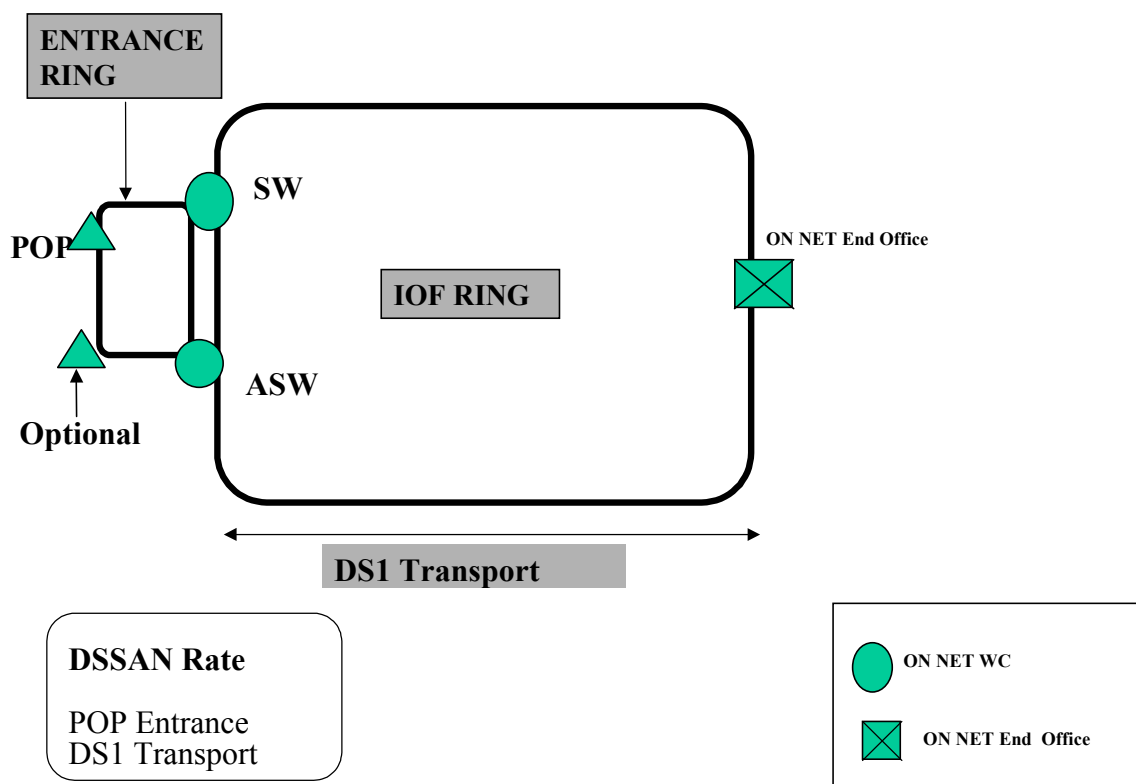 ENTRANCE
RING
SW
POP
ON NET End Office
IOF RING
ASW
Optional
DS1 Transport
DSSAN Rate
POP Entrance
DS1 Transport
ON NET WC
ON NET End Office